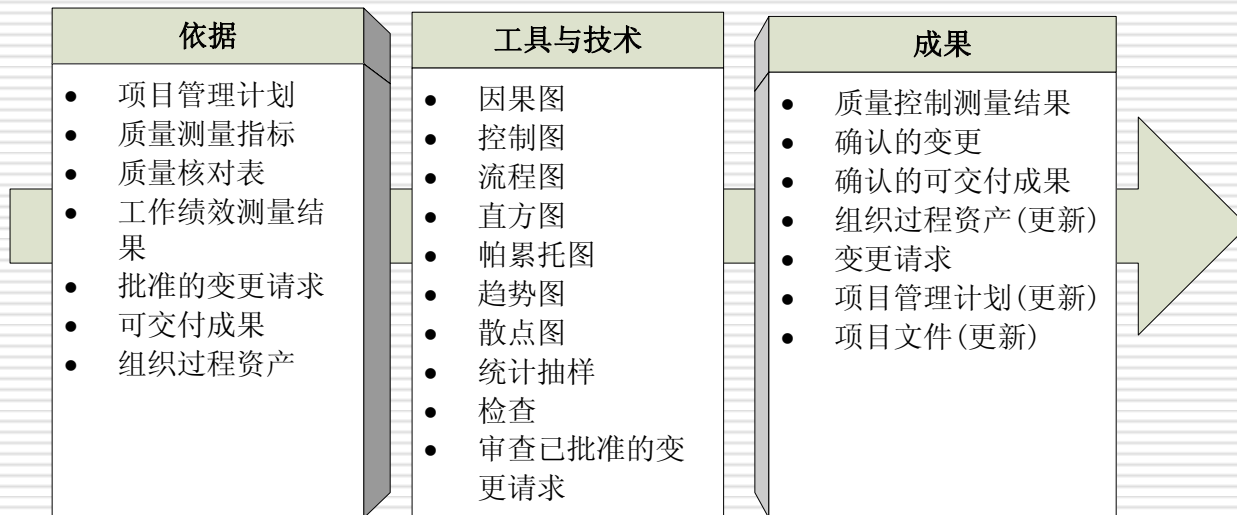 依据
● 项目管理计划
● 质量测量指标
● 质量核对表
● 工作绩效测量结
果
● 批准的变更请求
● 可交付成果
● 组织过程资产
工具与技术
● 因果图
● 控制图
● 流程图
● 直方图
● 帕累托图
● 趋势图
● 散点图
● 统计抽样
● 检查
● 审查已批准的变
更请求
成果
● 质量控制测量结果
● 确认的变更
● 确认的可交付成果
● 组织过程资产(更新)
● 变更请求
● 项目管理计划(更新)
● 项目文件(更新)